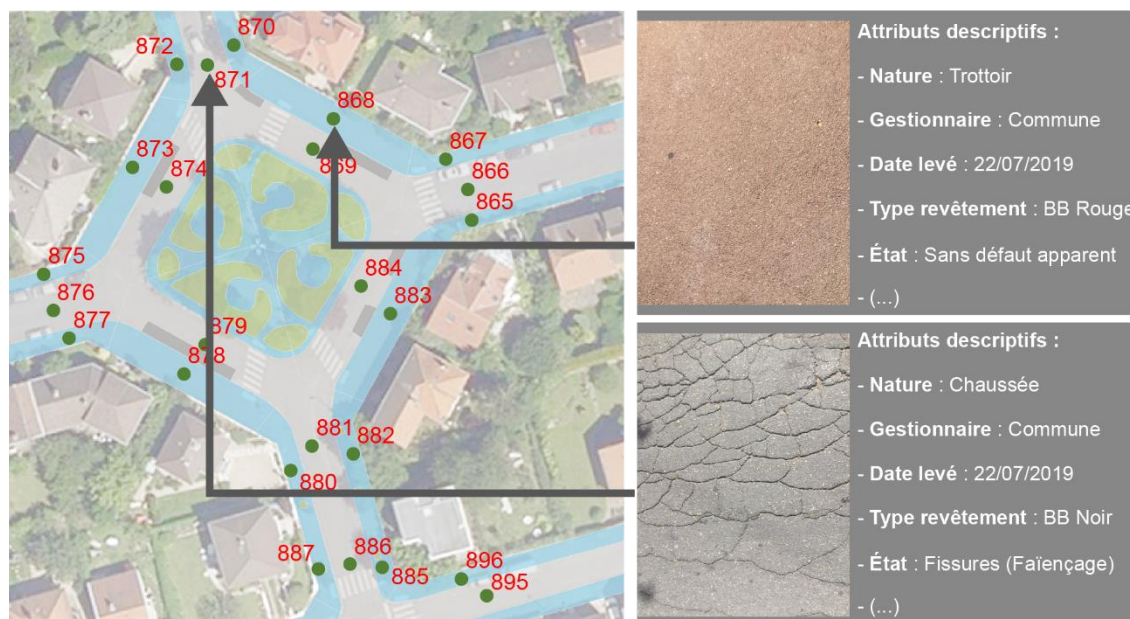 870
872
871
868
867
869
866
873
874
865
875
884
883
876
877
879
878
881
882
880
886
887
885
896
895
Attributs descriptifs :
- Nature : Trottoir
- Gestionnaire : Commune
- Date levé : 22/07/2019
- Type revêtement : BB Rouge
- État : Sans défaut apparent
- (...)
Attributs descriptifs :
- Nature : Chaussée
- Gestionnaire : Commune
- Date levé : 22/07/2019
- Type revêtement : BB Noir
- État : Fissures (Faïençage)
- (...)